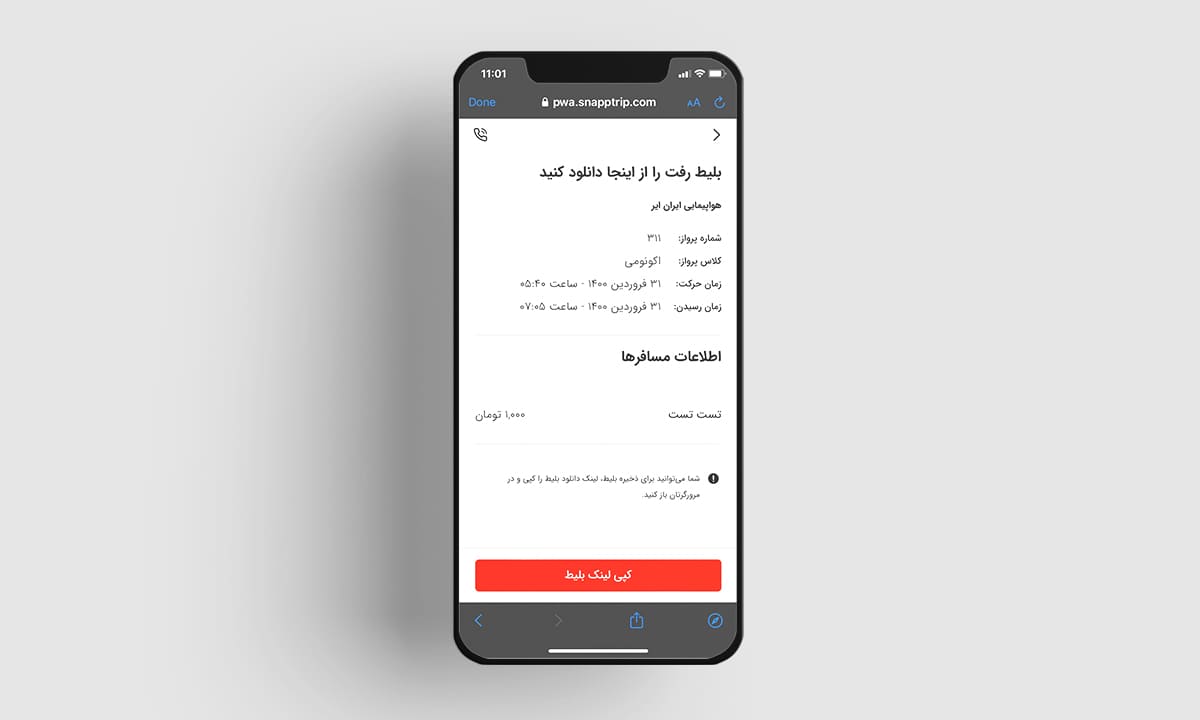 11:01
Done
pwa.snapptrip.com
AA
بلیط رفت را از اینجا دانلود کنید
هواپیمایی ایران ایر
شماره پرواز: ۳۱۱
کلاس پرواز: اکونومی
زمان حرکت: ۳۱ فروردین ۱۴۰۰ - ساعت ۰۵:۴۰
زمان رسیدن: ۳۱ فروردین ۱۴۰۰ - ساعت ۰۷:۰۵
اطلاعات مسافرها
تست تست ۱,۰۰۰ تومان
شما می‌توانید برای ذخیره بلیط، لینک دانلود بلیط را کپی و در
مرورگرتان باز کنید.
کپی لینک بلیط